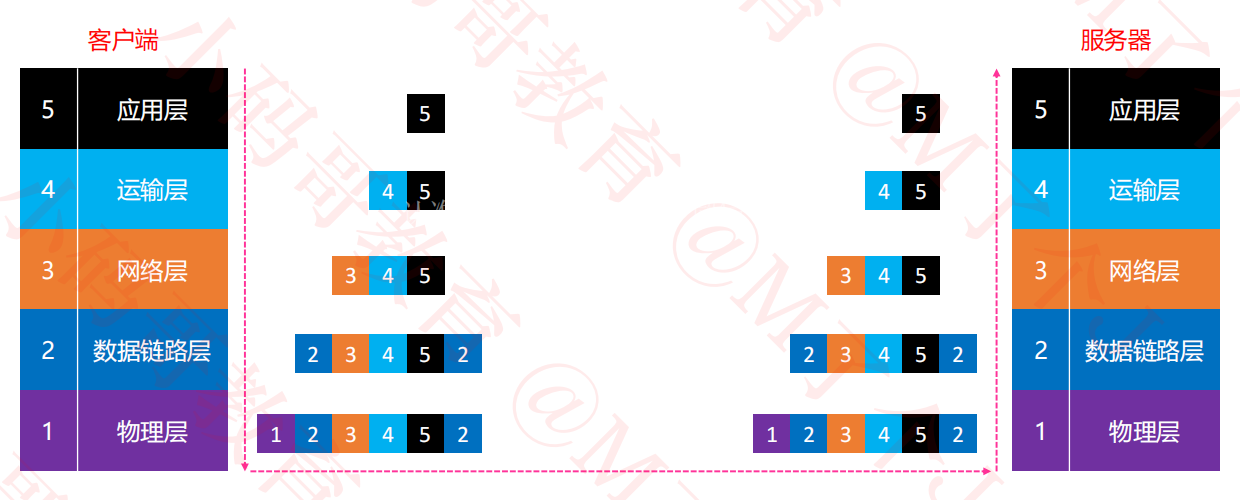 客户端 服务器
5 应用层 5 5 5 应用层
4 运输层 4 5 4 5 4 运输层
3 网络层 3 4 5 3 4 5 3 网络层
2 数据链路层 2 3 4 5 2 2 3 4 5 2 2 数据链路层
1 物理层 1 2 3 4 5 2 1 2 3 4 5 2 1 物理层
小码哥教育 @M了个J